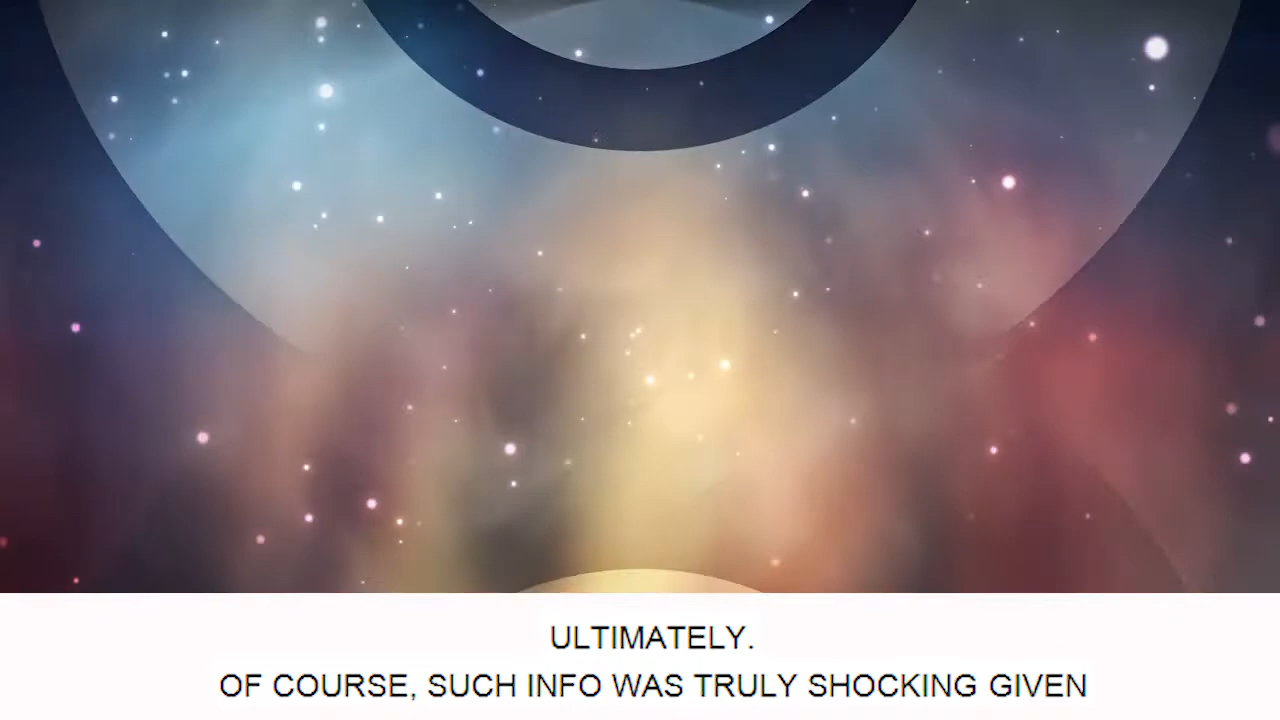 ULTIMATELY.
OF COURSE, SUCH INFO WAS TRULY SHOCKING GIVEN